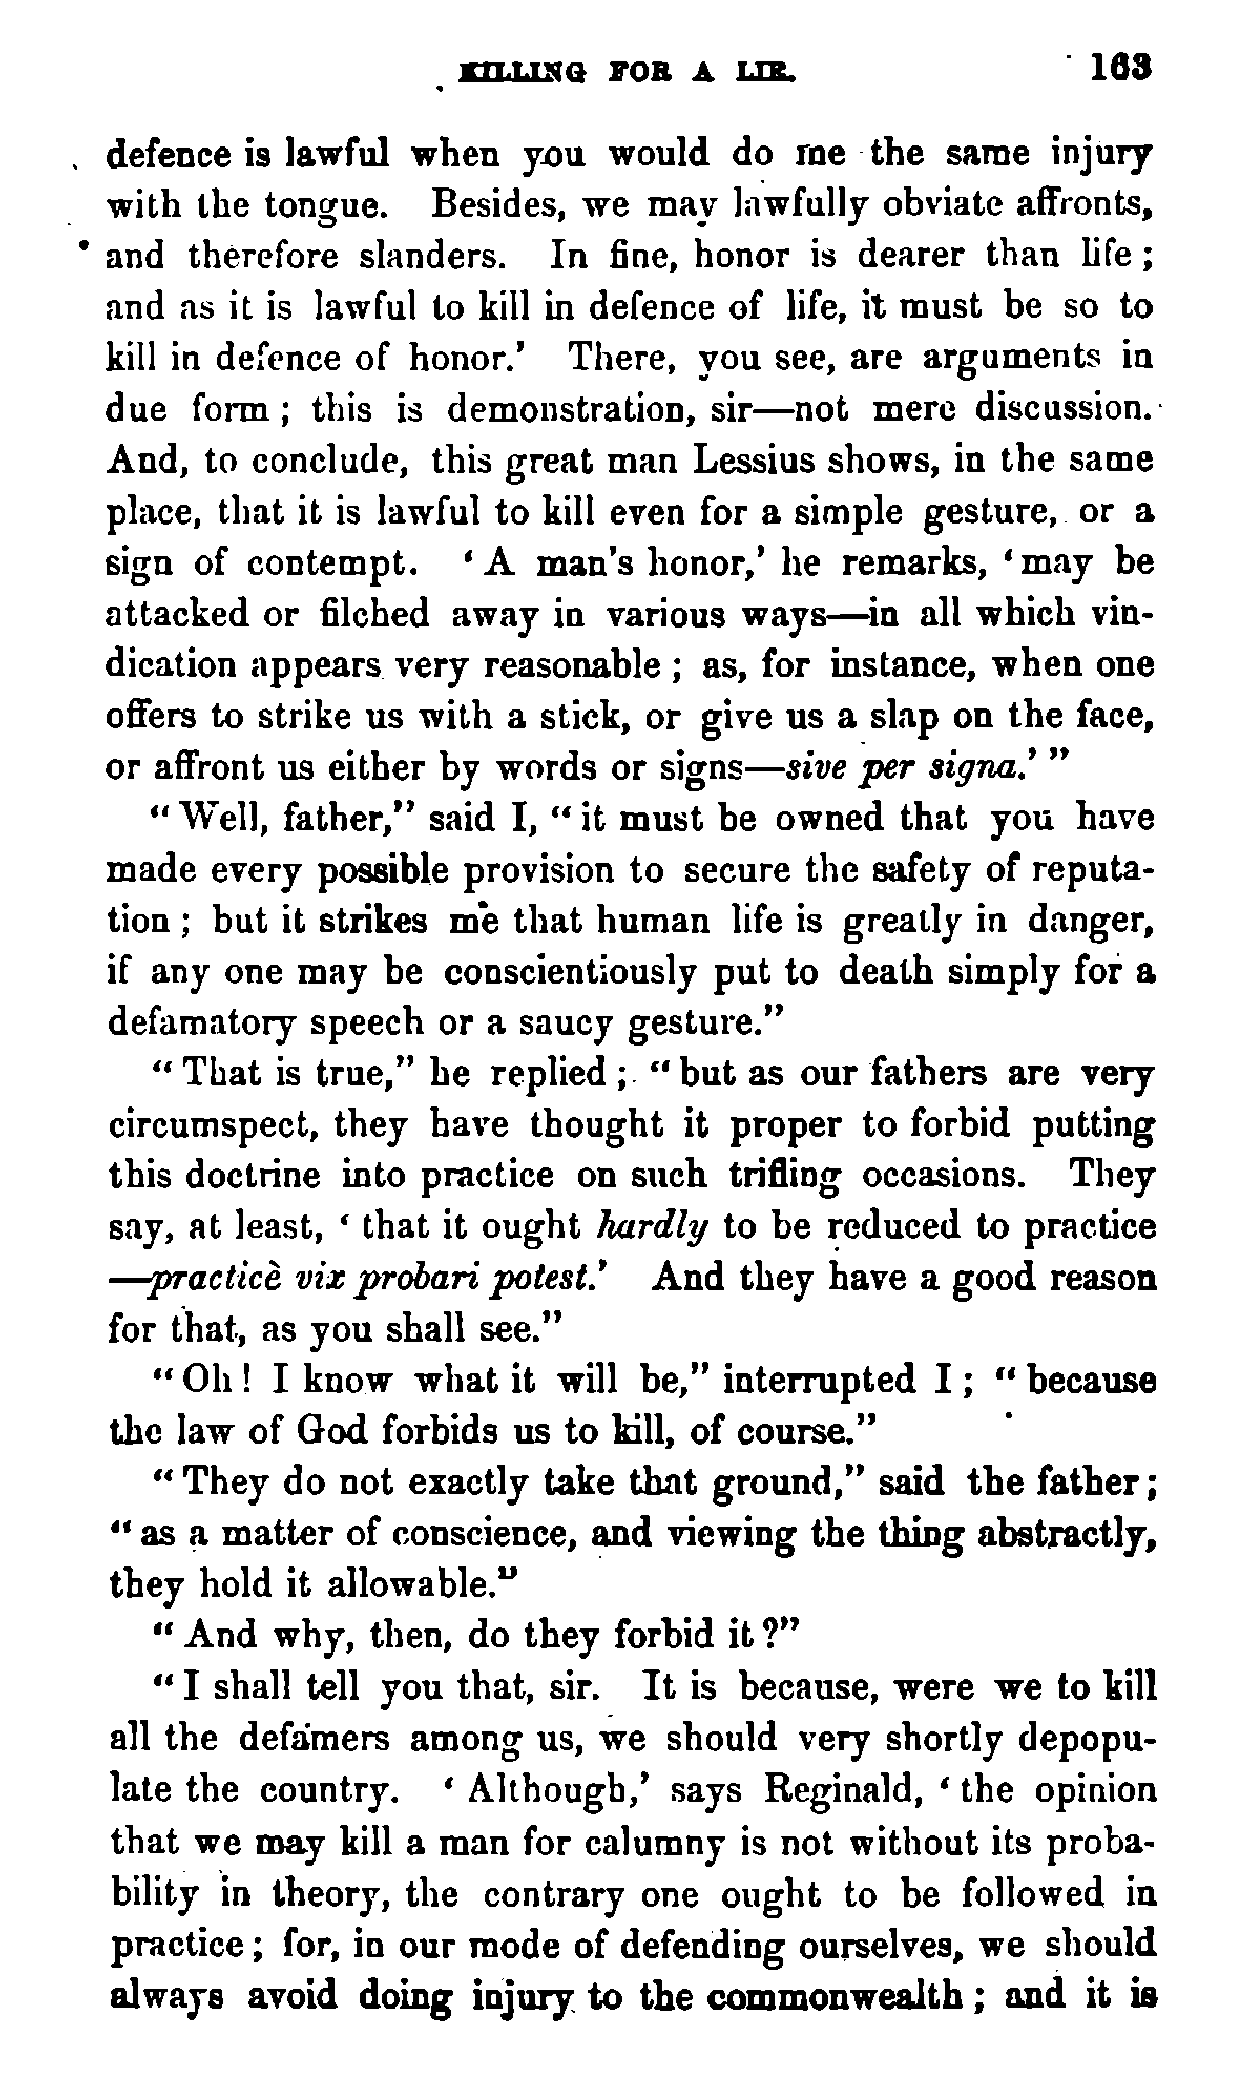 KILLING FOR A LIE. 163
defence is lawful when you would do me the same injury
with the tongue. Besides, we may lawfully obviate affronts,
and therefore slanders. In fine, honor is dearer than life;
and as it is lawful to kill in defence of life, it must be so to
kill in defence of honor.' There, you see, are arguments in
due form; this is demonstration, sir—not mere discussion.
And, to conclude, this great man Lessius shows, in the same
place, that it is lawful to kill even for a simple gesture, or a
sign of contempt. 'A man's honor,' he remarks, 'may be
attacked or filched away in various ways—in all which vin-
dication appears very reasonable; as, for instance, when one
offers to strike us with a stick, or give us a slap on the face,
or affront us either by words or signs—sive per signa.'"
"Well, father," said I, "it must be owned that you have
made every possible provision to secure the safety of reputa-
tion; but it strikes me that human life is greatly in danger,
if any one may be conscientiously put to death simply for a
defamatory speech or a saucy gesture."
"That is true," he replied; "but as our fathers are very
circumspect, they have thought it proper to forbid putting
this doctrine into practice on such trifling occasions. They
say, at least, 'that it ought hardly to be reduced to practice
—practicè vix probari potest.' And they have a good reason
for that, as you shall see."
"Oh! I know what it will be," interrupted I; "because
the law of God forbids us to kill, of course."
"They do not exactly take that ground," said the father;
"as a matter of conscience, and viewing the thing abstractly,
they hold it allowable."
"And why, then, do they forbid it?"
"I shall tell you that, sir. It is because, were we to kill
all the defamers among us, we should very shortly depopu-
late the country. 'Although,' says Reginald, 'the opinion
that we may kill a man for calumny is not without its proba-
bility in theory, the contrary one ought to be followed in
practice; for, in our mode of defending ourselves, we should
always avoid doing injury to the commonwealth; and it is